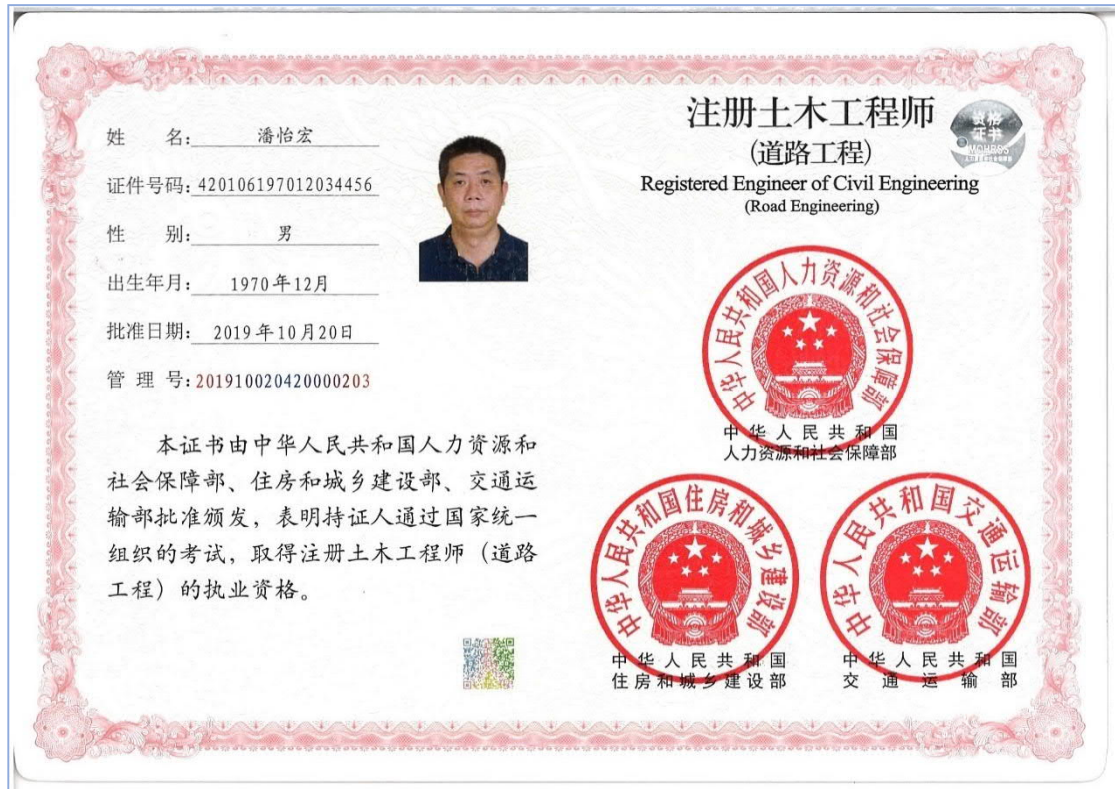 姓 名: 潘怡宏
证件号码: 420106197012034456
性 别: 男
出生年月: 1970年12月
批准日期: 2019年10月20日
管 理 号: 201910020420000203
本证书由中华人民共和国人力资源和
社会保障部、住房和城乡建设部、交通运
输部批准颁发，表明持证人通过国家统一
组织的考试，取得注册土木工程师（道路
工程）的执业资格。
注册土木工程师
(道路工程)
Registered Engineer of Civil Engineering
(Road Engineering)
资格
证书
MOHRSS
中华人民共和国人力资源和社会保障部
中华人民共和国
人力资源和社会保障部
中华人民共和国住房和城乡建设部
中华人民共和国
住房和城乡建设部
中华人民共和国交通运输部
中华人民共和国
交通运输部